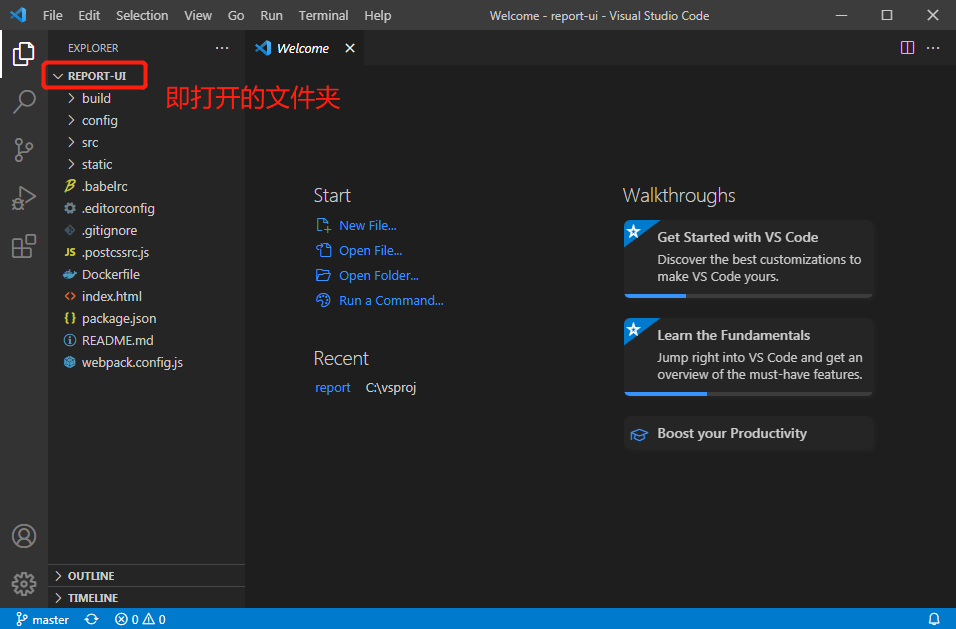 File Edit Selection View Go Run Terminal Help
Welcome - report-ui - Visual Studio Code
EXPLORER
Welcome
REPORT-UI
即打开的文件夹
build
config
src
static
.babelrc
.editorconfig
.gitignore
JS .postcssrc.js
Dockerfile
index.html
package.json
README.md
webpack.config.js
OUTLINE
TIMELINE
Start
New File...
Open File...
Open Folder...
Run a Command...
Recent
report C:\vsproj
Walkthroughs
Get Started with VS Code
Discover the best customizations to
make VS Code yours.
Learn the Fundamentals
Jump right into VS Code and get an
overview of the must-have features.
Boost your Productivity
master 0 0